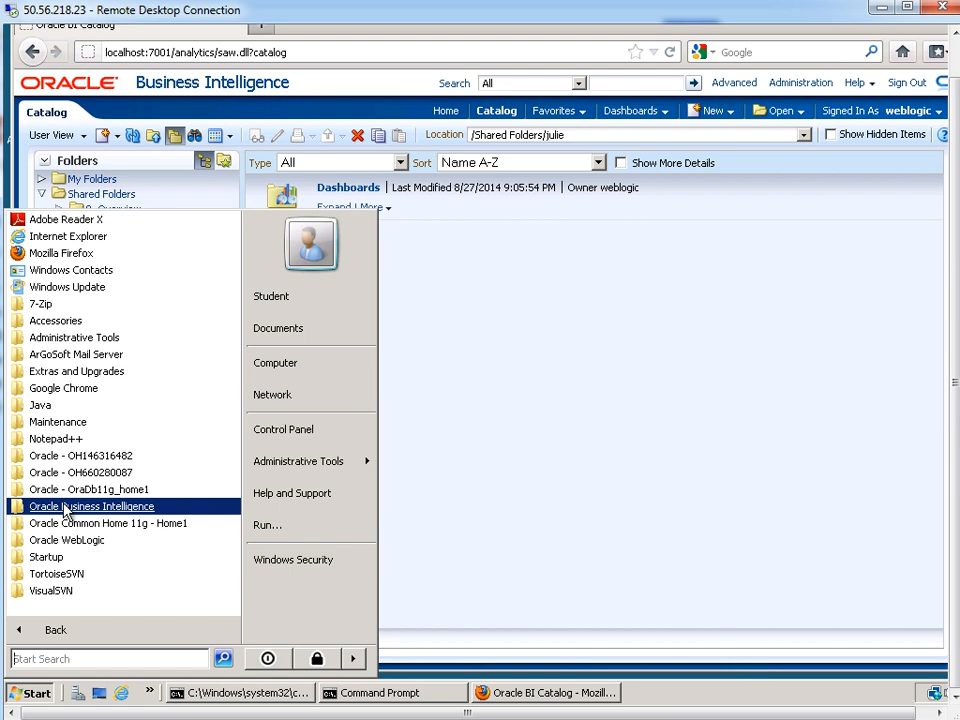 50.56.218.23 - Remote Desktop Connection
Oracle BI Catalog
localhost:7001/analytics/saw.dll?catalog
Google
ORACLE Business Intelligence
Search All Advanced Administration Help Sign Out
Catalog
Home Catalog Favorites Dashboards New Open Signed In As weblogic
User View Location /Shared Folders/julie Show Hidden Items
Folders Type All Sort Name A-Z Show More Details
My Folders
Shared Folders
Dashboards Last Modified 8/27/2014 9:05:54 PM Owner weblogic
Expand More
Adobe Reader X
Internet Explorer
Mozilla Firefox
Windows Contacts
Windows Update
7-Zip
Accessories
Administrative Tools
ArGoSoft Mail Server
Extras and Upgrades
Google Chrome
Java
Maintenance
Notepad++
Oracle - OH146316482
Oracle - OH660280087
Oracle - OraDb11g_home1
Oracle Business Intelligence
Oracle Common Home 11g - Home1
Oracle WebLogic
Startup
TortoiseSVN
VisualSVN
Back
Start Search
Student
Documents
Computer
Network
Control Panel
Administrative Tools
Help and Support
Run...
Windows Security
Start C:\Windows\system32\c... Command Prompt Oracle BI Catalog - Mozill...